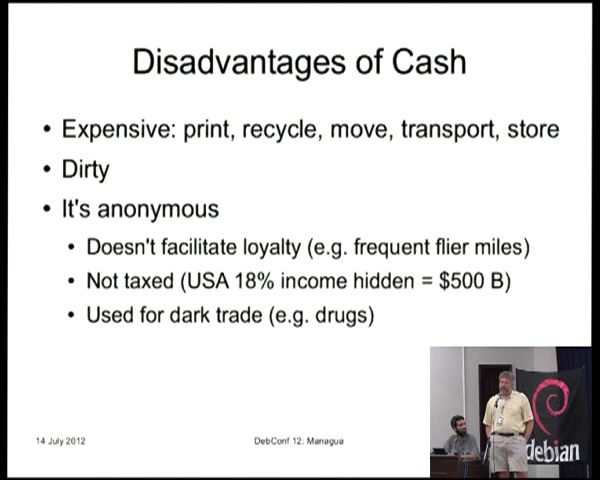 Disadvantages of Cash
• Expensive: print, recycle, move, transport, store
• Dirty
• It's anonymous
• Doesn't facilitate loyalty (e.g. frequent flier miles)
• Not taxed (USA 18% income hidden = $500 B)
• Used for dark trade (e.g. drugs)
14 July 2012
DebConf 12: Managua
debian